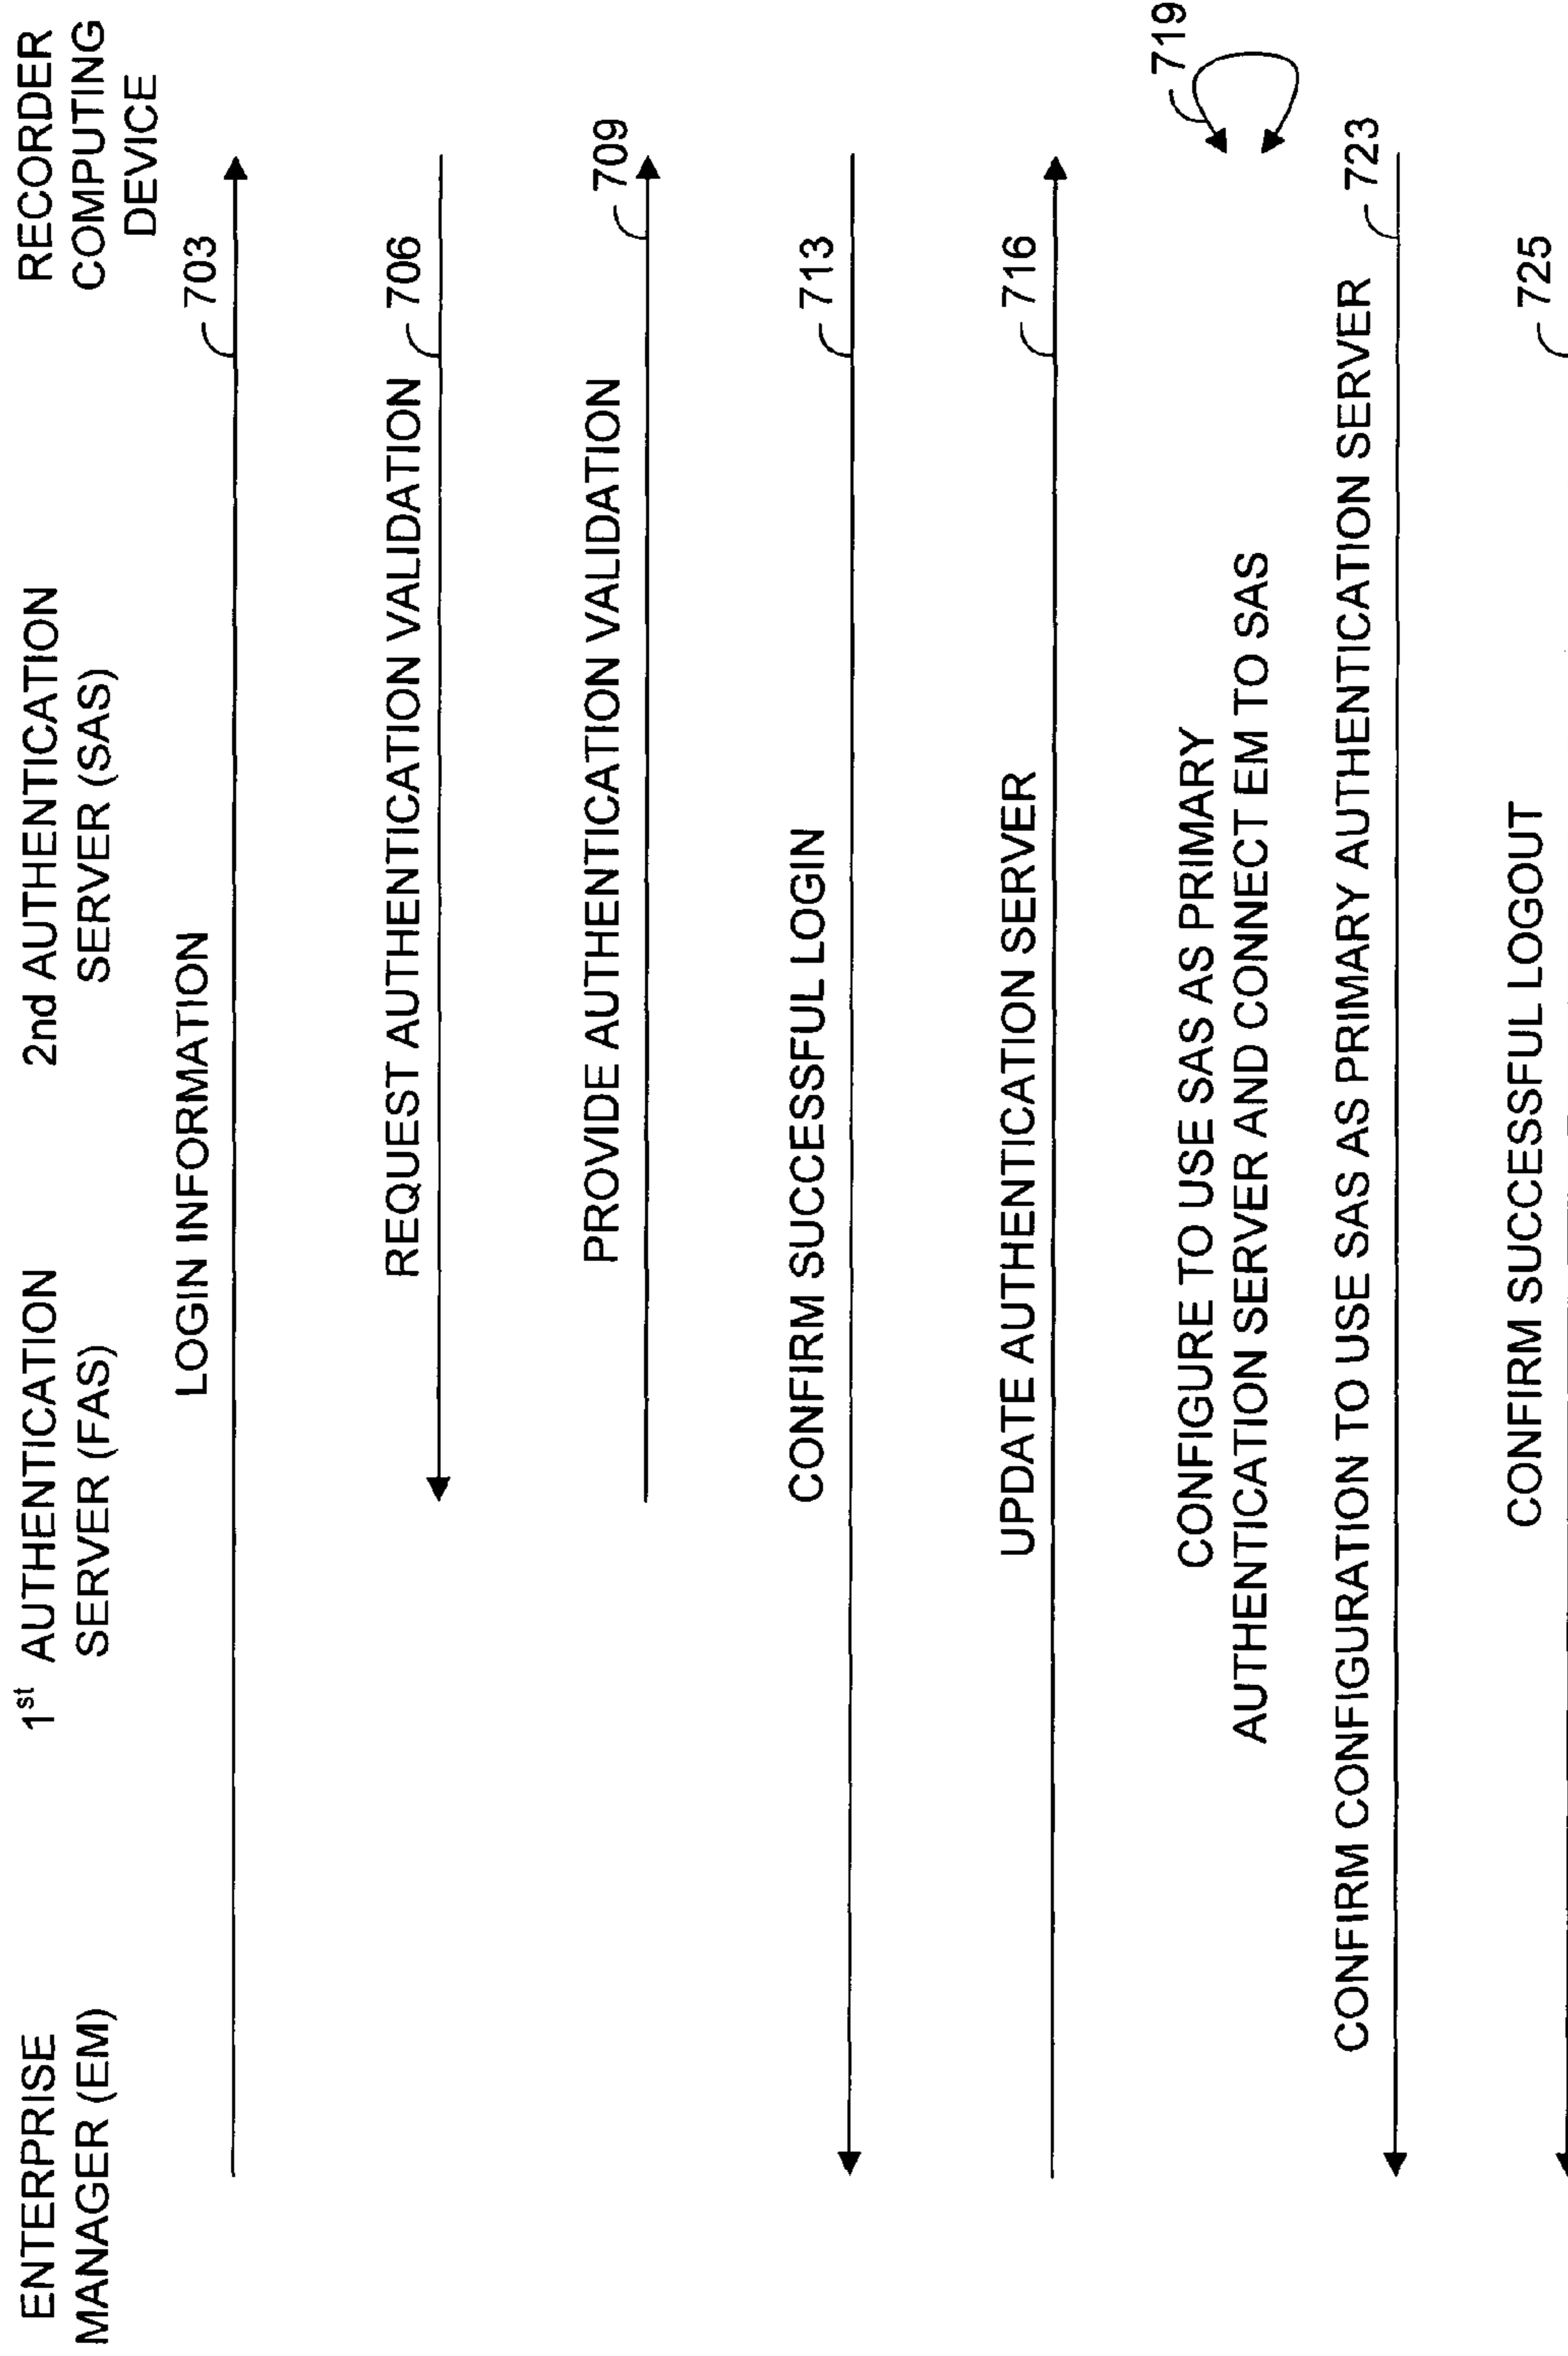 ENTERPRISE
MANAGER (EM)
1st AUTHENTICATION
SERVER (FAS)
2nd AUTHENTICATION
SERVER (SAS)
RECORDER
COMPUTING
DEVICE
LOGIN INFORMATION
703
REQUEST AUTHENTICATION VALIDATION
706
PROVIDE AUTHENTICATION VALIDATION
709
CONFIRM SUCCESSFUL LOGIN
713
UPDATE AUTHENTICATION SERVER
716
CONFIGURE TO USE SAS AS PRIMARY
AUTHENTICATION SERVER AND CONNECT EM TO SAS
719
CONFIRM CONFIGURATION TO USE SAS AS PRIMARY AUTHENTICATION SERVER
723
CONFIRM SUCCESSFUL LOGOUT
725